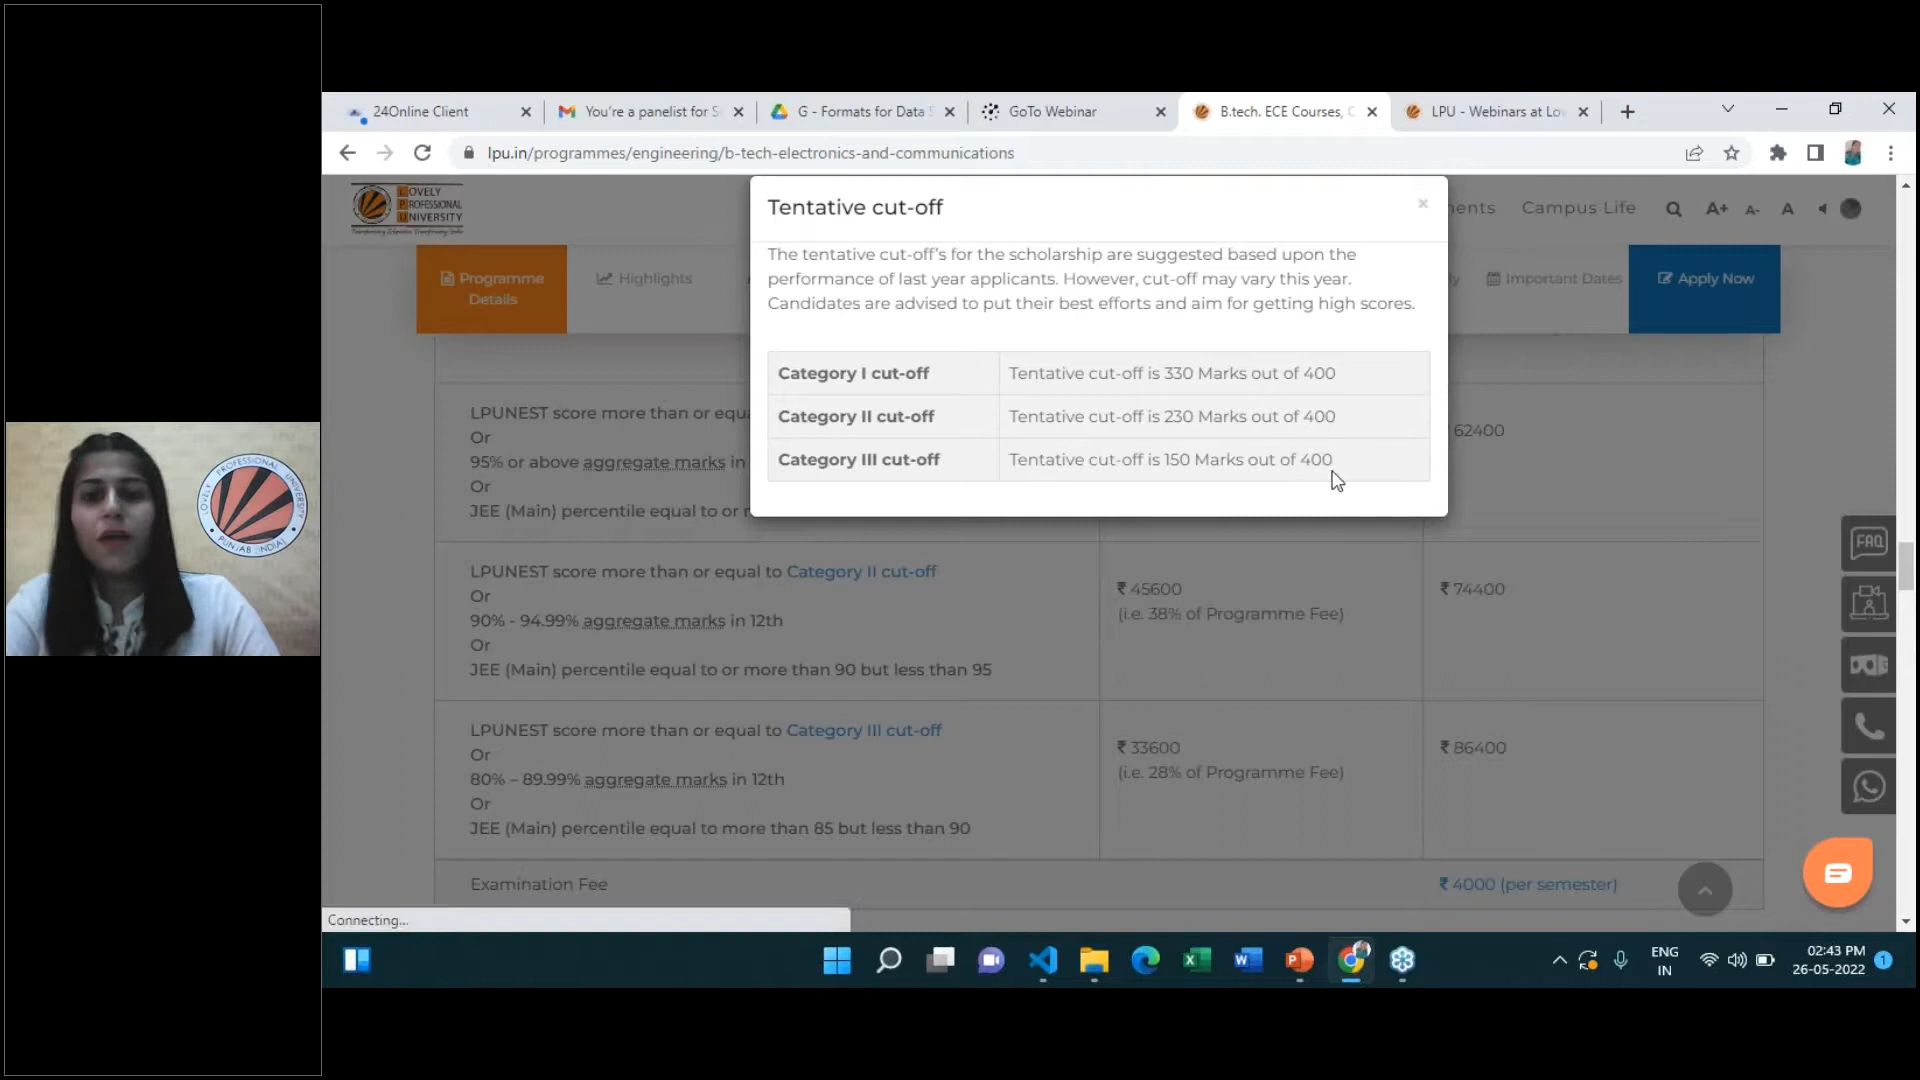 24Online Client
You're a panelist for S
G - Formats for Data S
GoTo Webinar
B.tech. ECE Courses, C
LPU - Webinars at Lov
lpu.in/programmes/engineering/b-tech-electronics-and-communications
LOVELY
PROFESSIONAL
UNIVERSITY
Tentative cut-off
ments
Campus Life
A+
A-
A
Programme
Details
Highlights
Important Dates
Apply Now
The tentative cut-off's for the scholarship are suggested based upon the
performance of last year applicants. However, cut-off may vary this year.
Candidates are advised to put their best efforts and aim for getting high scores.
Category I cut-off Tentative cut-off is 330 Marks out of 400
Category II cut-off Tentative cut-off is 230 Marks out of 400
Category III cut-off Tentative cut-off is 150 Marks out of 400
LPUNEST score more than or equa
Or
95% or above aggregate marks in
Or
JEE (Main) percentile equal to or
62400
LPUNEST score more than or equal to Category II cut-off
Or
90% - 94.99% aggregate marks in 12th
Or
JEE (Main) percentile equal to or more than 90 but less than 95
₹ 45600
(i.e. 38% of Programme Fee)
₹ 74400
LPUNEST score more than or equal to Category III cut-off
Or
80% – 89.99% aggregate marks in 12th
Or
JEE (Main) percentile equal to more than 85 but less than 90
₹ 33600
(i.e. 28% of Programme Fee)
₹ 86400
Examination Fee
₹ 4000 (per semester)
FAQ
Connecting...
LOVELY PROFESSIONAL UNIVERSITY
PUNJAB (INDIA)
ENG
IN
02:43 PM
26-05-2022
1